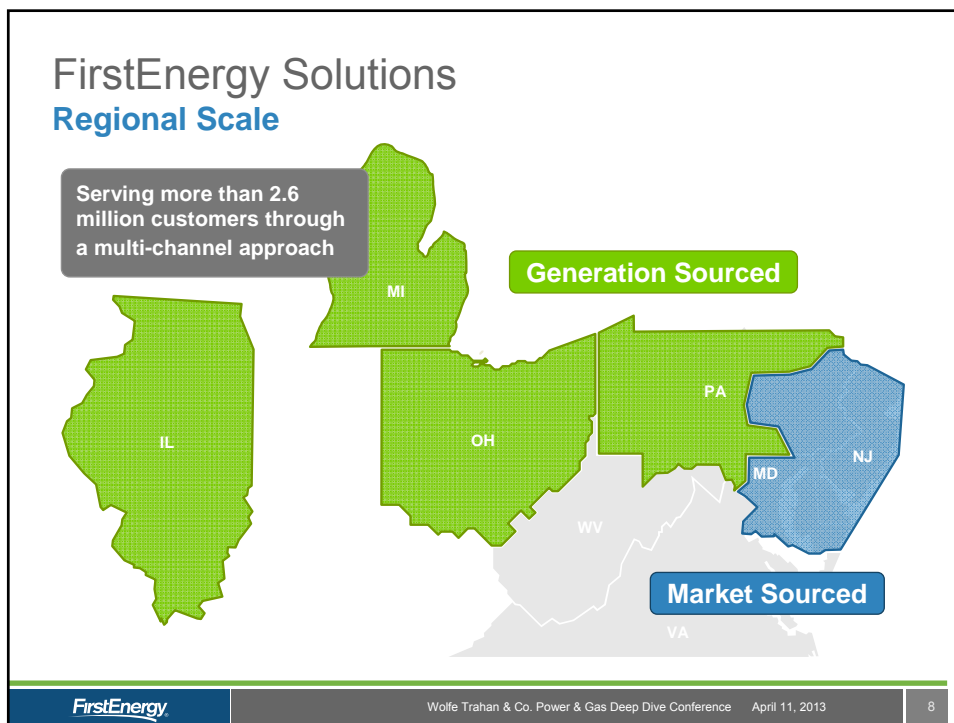 FirstEnergy Solutions
Regional Scale
Serving more than 2.6
million customers through
a multi-channel approach
MI
Generation Sourced
PA
IL
OH
NJ
MD
WV
Market Sourced
VA
FirstEnergy
Wolfe Trahan & Co. Power & Gas Deep Dive Conference April 11, 2013 8